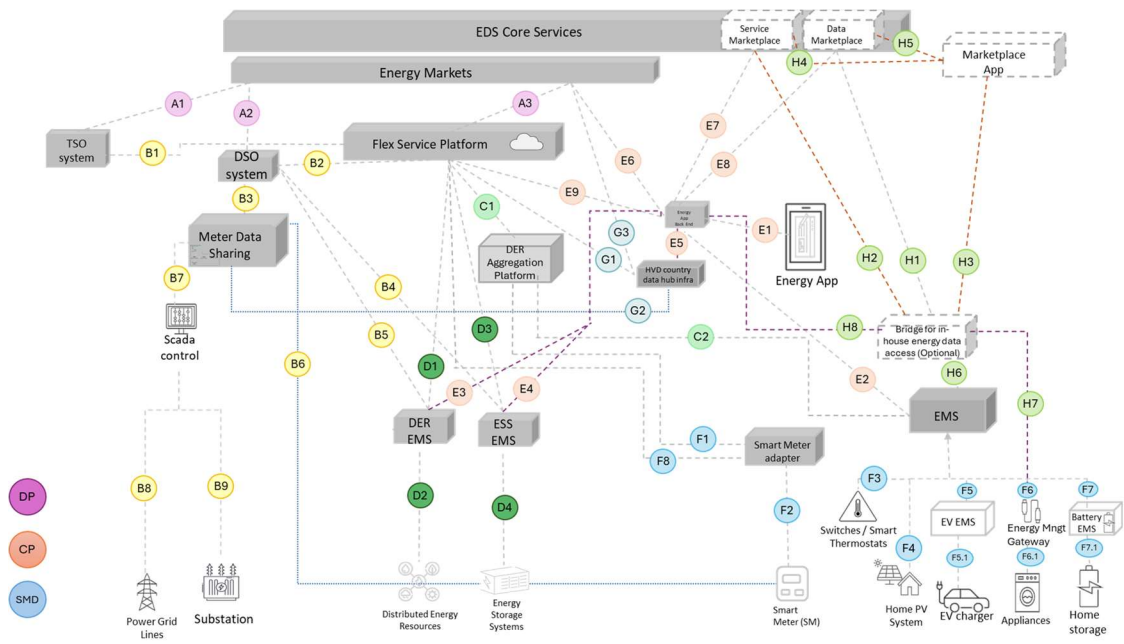 EDS Core Services
Service
Marketplace
Data
Marketplace
H5
H4
Marketplace
App
Energy Markets
A1
A2
A3
E7
TSO
system
B1
Flex Service Platform
DSO
system
B2
E6
E8
E9
B3
C1
Energy
App
Back End
E1
Meter Data
Sharing
G3
E5
DER
Aggregation
Platform
G1
HVD country
data hub infra
Energy App
H2
H1
H3
B7
B4
G2
Scada
control
B5
D3
C2
H8
Bridge for in-
house energy data
access (Optional)
B6
D1
E3
E4
E2
H6
H7
EMS
DER
EMS
ESS
EMS
F1
F8
Smart Meter
adapter
B8
B9
D2
D4
F2
F3
F5
F6
F7
Switches / Smart
Thermostats
EV EMS
Energy Mngt
Gateway
Battery
EMS
F4
F5.1
F6.1
F7.1
DP
CP
SMD
Power Grid
Lines
Substation
Distributed Energy
Resources
Energy
Storage
Systems
Smart
Meter (SM)
Home PV
System
EV charger
Appliances
Home
storage